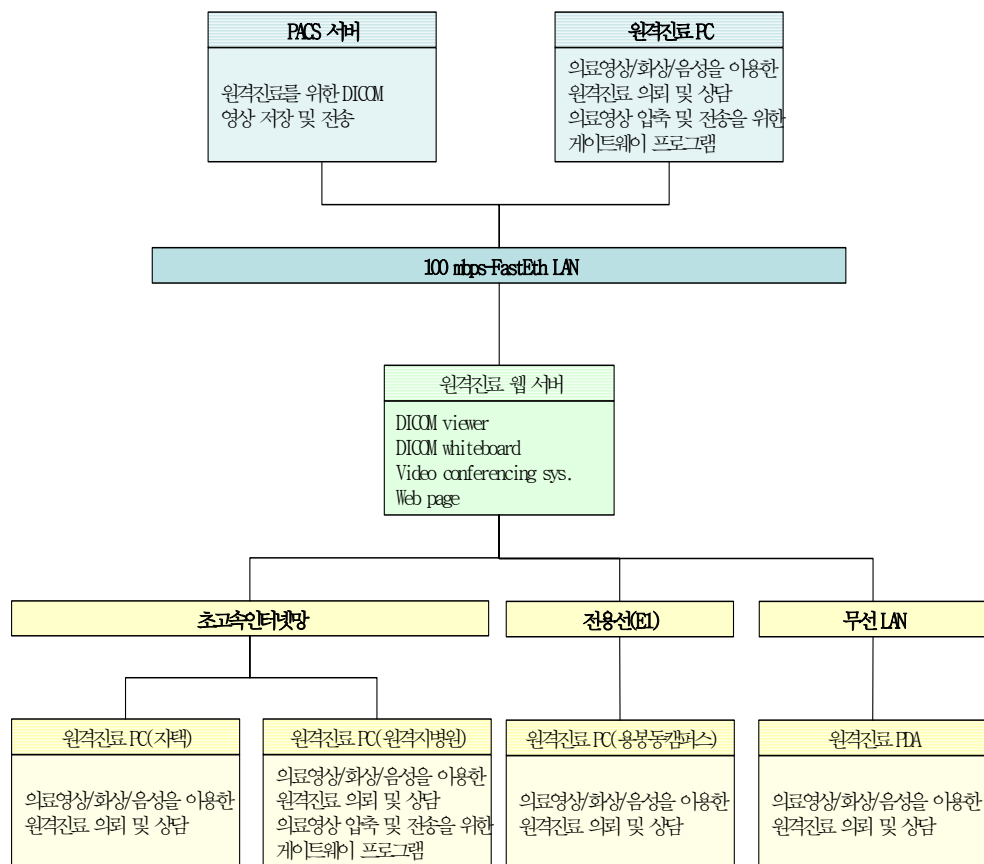 PACS 서버
원격진료를 위한 DICOM
영상 저장 및 전송
원격진료 PC
의료영상/화상/음성을 이용한
원격진료 의뢰 및 상담
의료영상 압축 및 전송을 위한
게이트웨이 프로그램
100 mbps-FastEth LAN
원격진료 웹 서버
DICOM viewer
DICOM whiteboard
Video conferencing sys.
Web page
초고속인터넷망
전용선(E1)
무선 LAN
원격진료 PC(자택)
의료영상/화상/음성을 이용한
원격진료 의뢰 및 상담
원격진료 PC(원격지병원)
의료영상/화상/음성을 이용한
원격진료 의뢰 및 상담
의료영상 압축 및 전송을 위한
게이트웨이 프로그램
원격진료 PC(용봉동캠퍼스)
의료영상/화상/음성을 이용한
원격진료 의뢰 및 상담
원격진료 PDA
의료영상/화상/음성을 이용한
원격진료 의뢰 및 상담